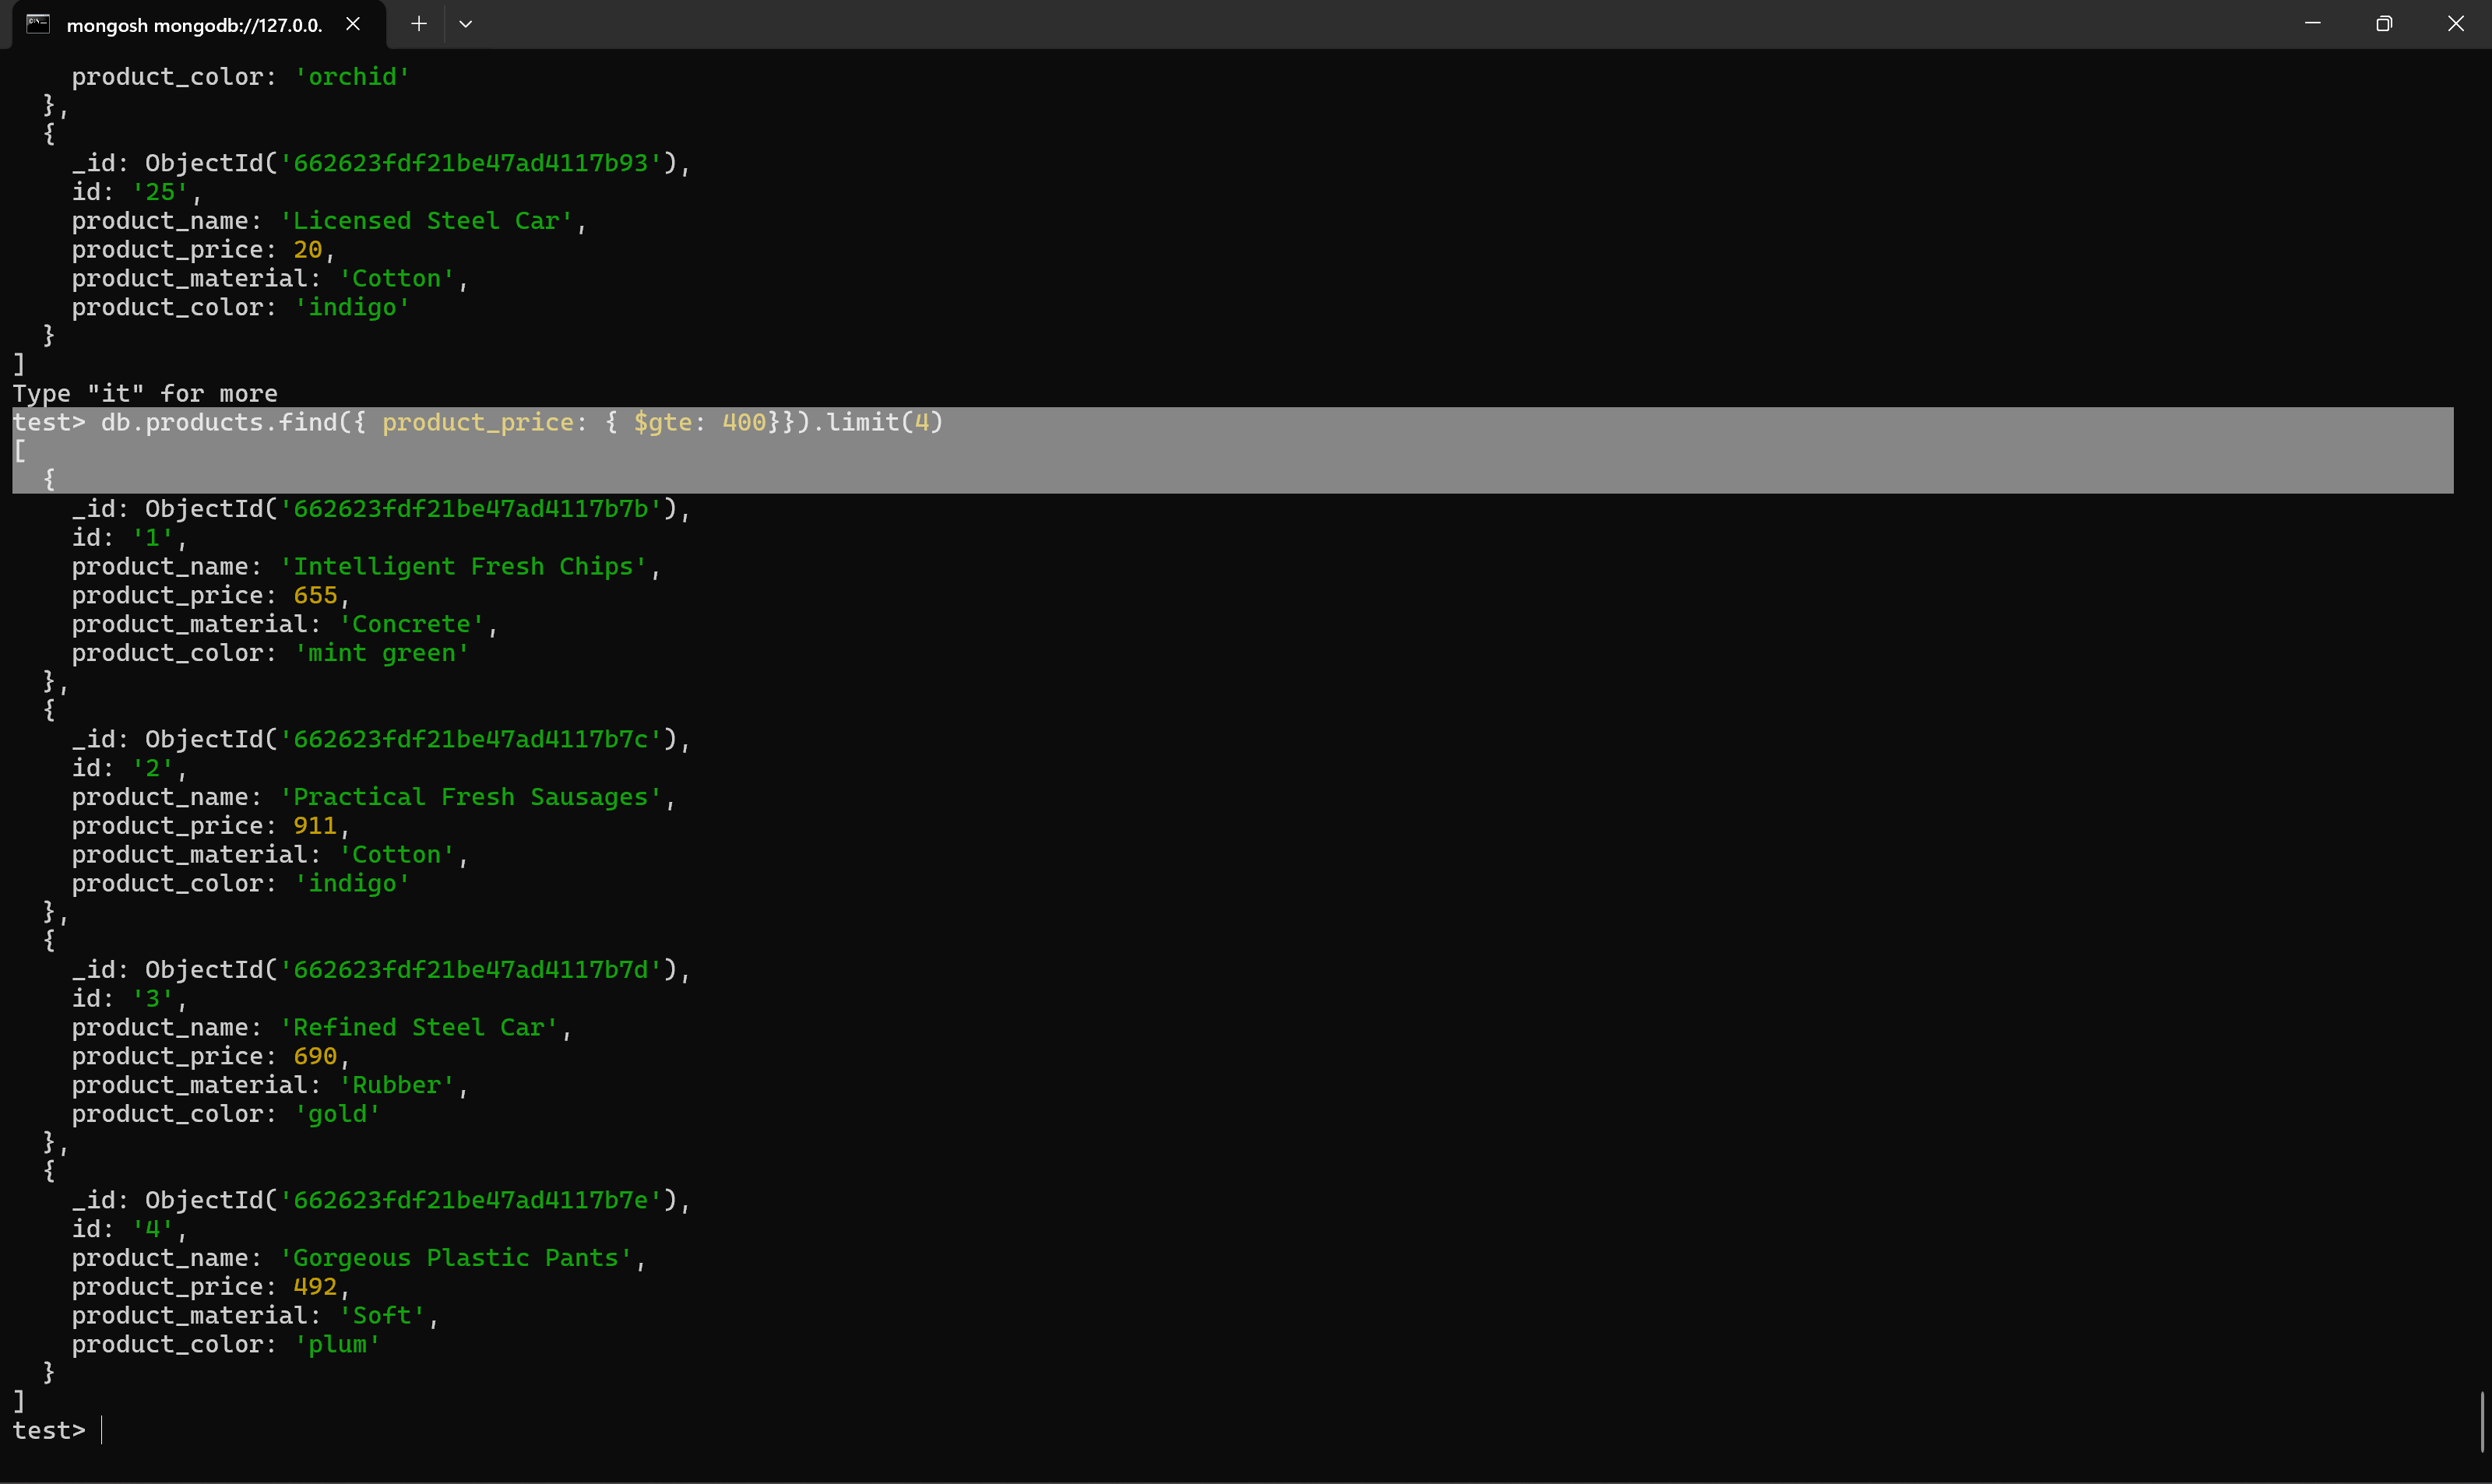 mongosh mongodb://127.0.0.
    product_color: 'orchid'
  },
  {
    _id: ObjectId('662623fdf21be47ad4117b93'),
    id: '25',
    product_name: 'Licensed Steel Car',
    product_price: 20,
    product_material: 'Cotton',
    product_color: 'indigo'
  }
]
Type "it" for more
test> db.products.find({ product_price: { $gte: 400}}).limit(4)
[
  {
    _id: ObjectId('662623fdf21be47ad4117b7b'),
    id: '1',
    product_name: 'Intelligent Fresh Chips',
    product_price: 655,
    product_material: 'Concrete',
    product_color: 'mint green'
  },
  {
    _id: ObjectId('662623fdf21be47ad4117b7c'),
    id: '2',
    product_name: 'Practical Fresh Sausages',
    product_price: 911,
    product_material: 'Cotton',
    product_color: 'indigo'
  },
  {
    _id: ObjectId('662623fdf21be47ad4117b7d'),
    id: '3',
    product_name: 'Refined Steel Car',
    product_price: 690,
    product_material: 'Rubber',
    product_color: 'gold'
  },
  {
    _id: ObjectId('662623fdf21be47ad4117b7e'),
    id: '4',
    product_name: 'Gorgeous Plastic Pants',
    product_price: 492,
    product_material: 'Soft',
    product_color: 'plum'
  }
]
test>